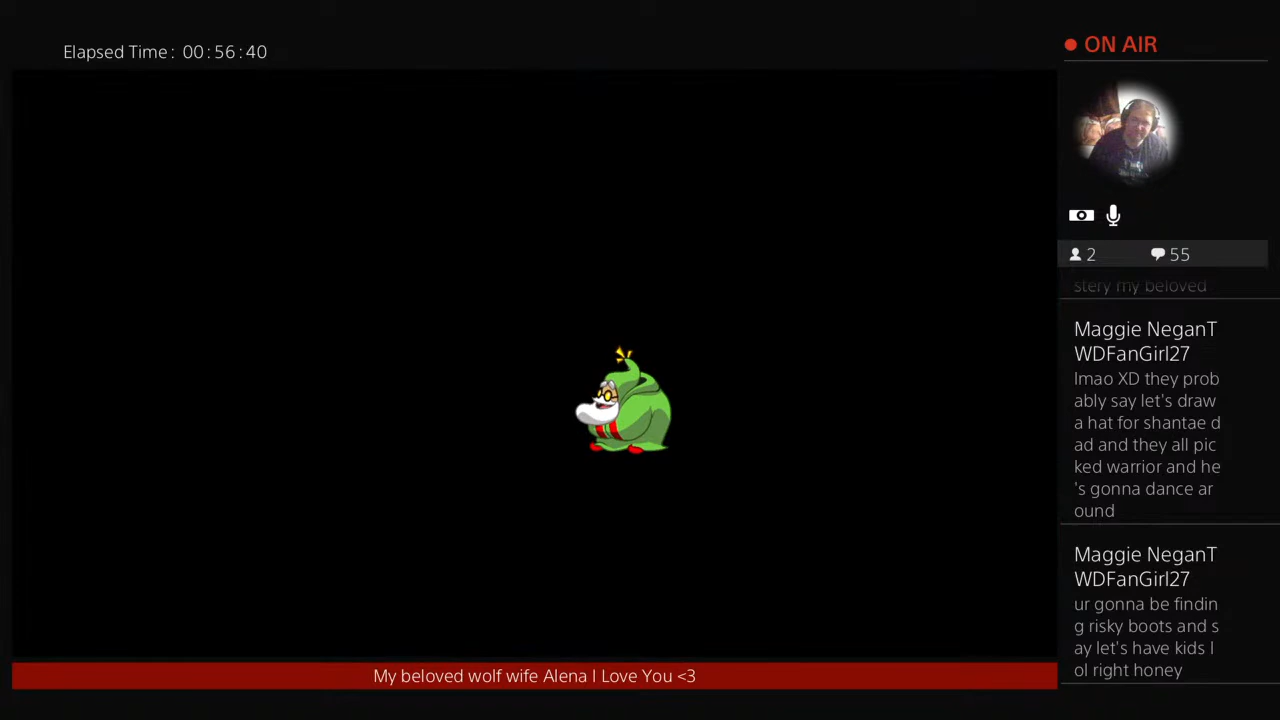 Elapsed Time: 00:56:40
ON AIR
2 55
stery my beloved
Maggie NeganT
WDFanGirl27
lmao XD they prob
ably say let's draw
a hat for shantae d
ad and they all pic
ked warrior and he
's gonna dance ar
ound
Maggie NeganT
WDFanGirl27
ur gonna be findin
g risky boots and s
ay let's have kids l
ol right honey
My beloved wolf wife Alena I Love You <3